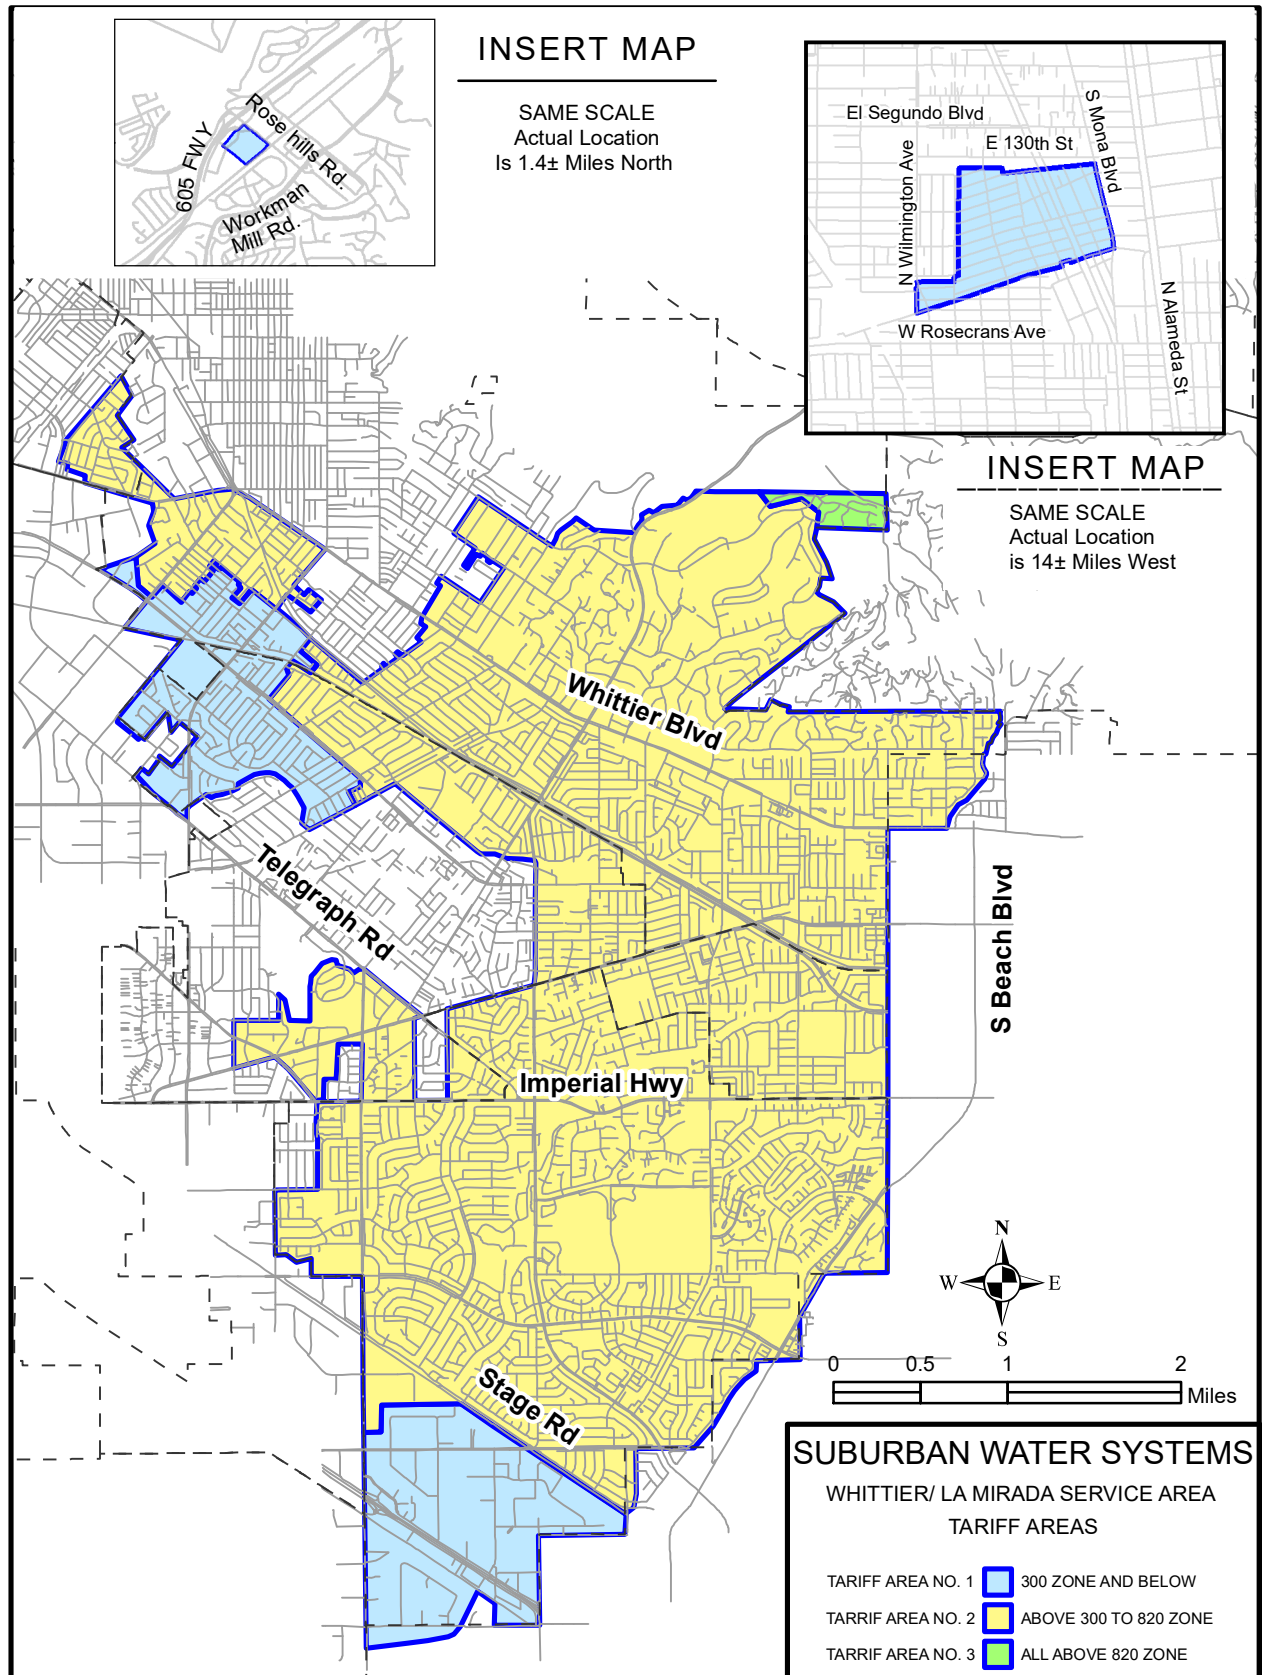 INSERT MAP
SAME SCALE
Actual Location
Is 1.4± Miles North
Rose hills Rd.
605 FWY
Workman
Mill Rd.
El Segundo Blvd
S Mona Blvd
E 130th St
N Wilmington Ave
N Alameda St
W Rosecrans Ave
INSERT MAP
SAME SCALE
Actual Location
is 14± Miles West
Whittier Blvd
Telegraph Rd
S Beach Blvd
Imperial Hwy
Stage Rd
N
W E
S
0 0.5 1 2
Miles
SUBURBAN WATER SYSTEMS
WHITTIER/ LA MIRADA SERVICE AREA
TARIFF AREAS
TARIFF AREA NO. 1 300 ZONE AND BELOW
TARRIF AREA NO. 2 ABOVE 300 TO 820 ZONE
TARRIF AREA NO. 3 ALL ABOVE 820 ZONE